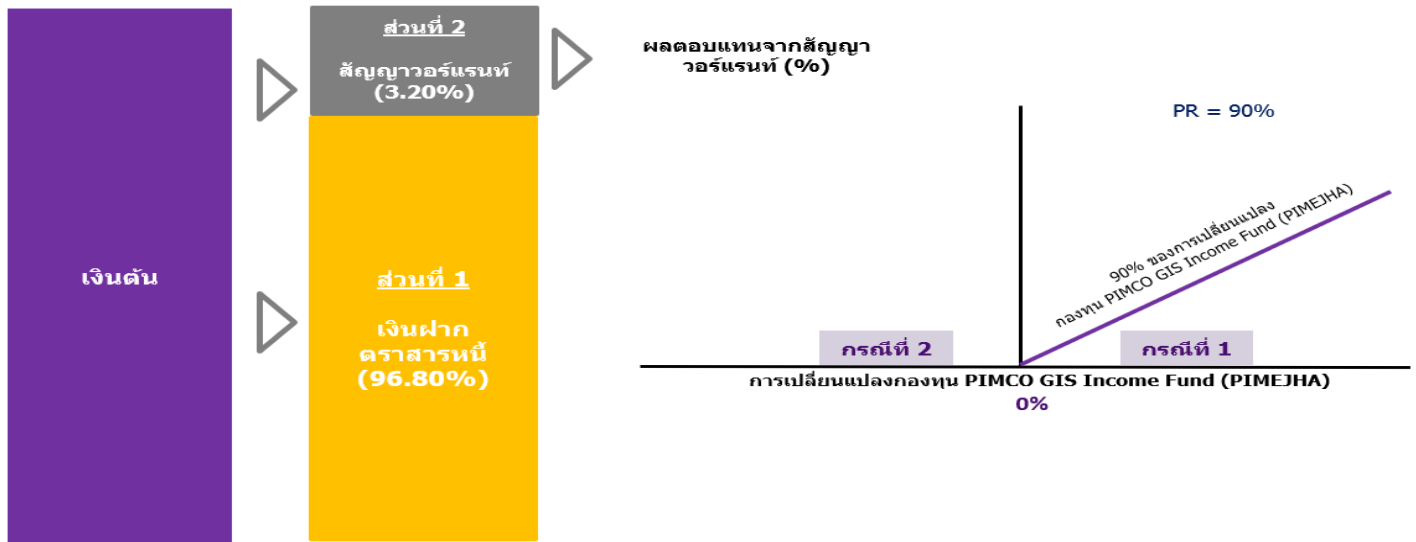 เงินต้น
ส่วนที่ 2
สัญญาวอร์แรนท์
(3.20%)
ส่วนที่ 1
เงินฝาก
ตราสารหนี้
(96.80%)
ผลตอบแทนจากสัญญา
วอร์แรนท์ (%)
PR = 90%
90% ของการเปลี่ยนแปลง
กองทุน PIMCO GIS Income Fund (PIMEJHA)
กรณีที่ 2
กรณีที่ 1
การเปลี่ยนแปลงกองทุน PIMCO GIS Income Fund (PIMEJHA)
0%